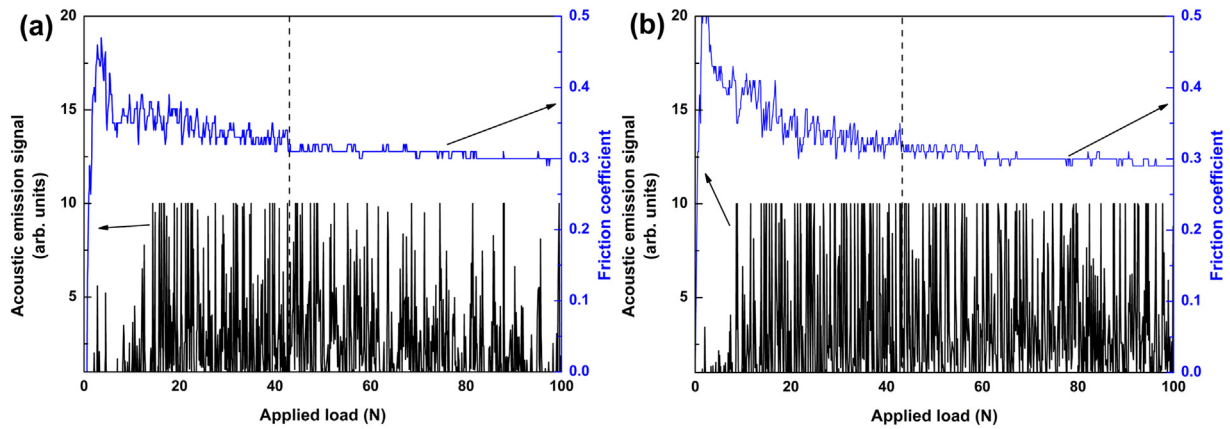 (a)
20
15
10
5
Acoustic emission signal
(arb. units)
0 20 40 60 80 100
Applied load (N)
0.5
0.4
0.3
0.2
0.1
0.0
Friction coefficient
(b)
20
15
10
5
Acoustic emission signal
(arb. units)
0 20 40 60 80 100
Applied load (N)
0.5
0.4
0.3
0.2
0.1
0.0
Friction coefficient